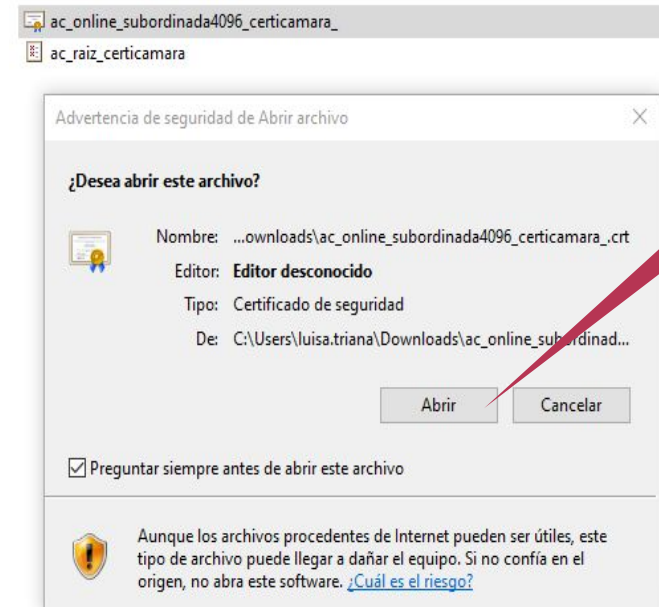 ac_online_subordinada4096_certicamara_
ac_raiz_certicamara
Advertencia de seguridad de Abrir archivo
¿Desea abrir este archivo?
Nombre: ...ownloads\ac_online_subordinada4096_certicamara_.crt
Editor: Editor desconocido
Tipo: Certificado de seguridad
De: C:\Users\luisa.triana\Downloads\ac_online_subordinad...
Abrir Cancelar
Preguntar siempre antes de abrir este archivo
Aunque los archivos procedentes de Internet pueden ser útiles, este
tipo de archivo puede llegar a dañar el equipo. Si no confía en el
origen, no abra este software. ¿Cuál es el riesgo?